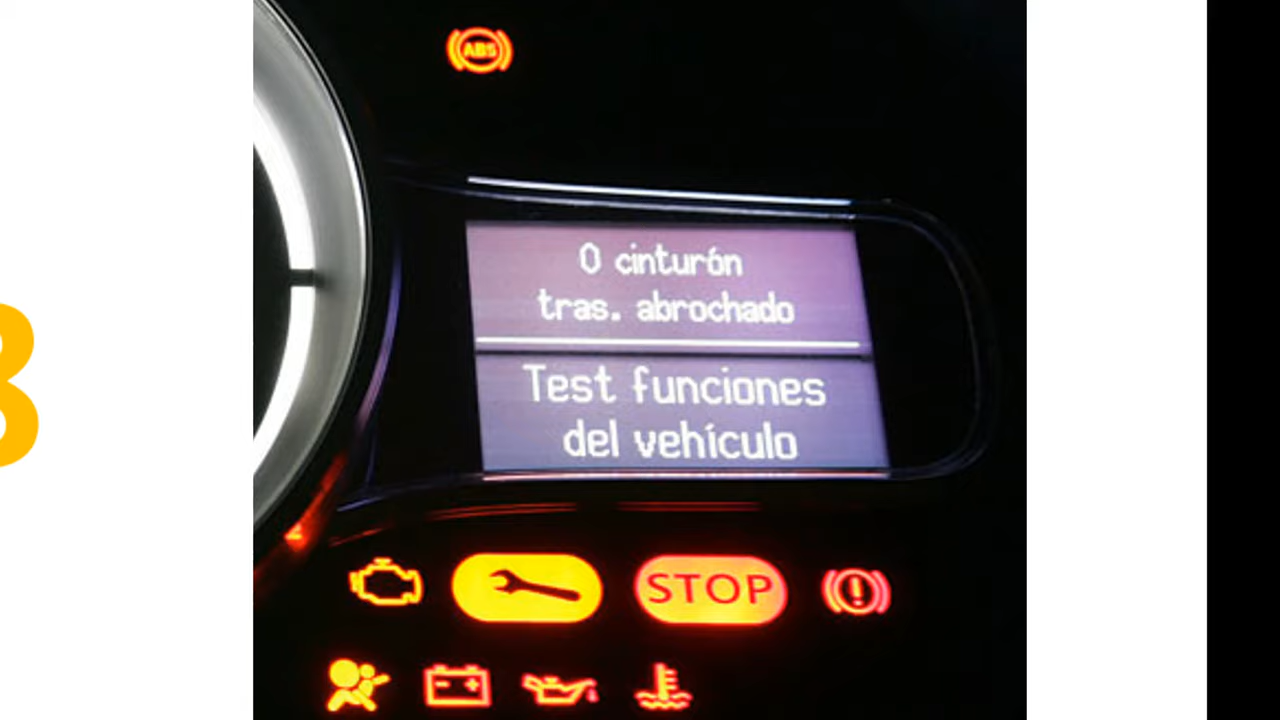 ABS
0 cinturón
tras. abrochado
Test funciones
del vehículo
STOP